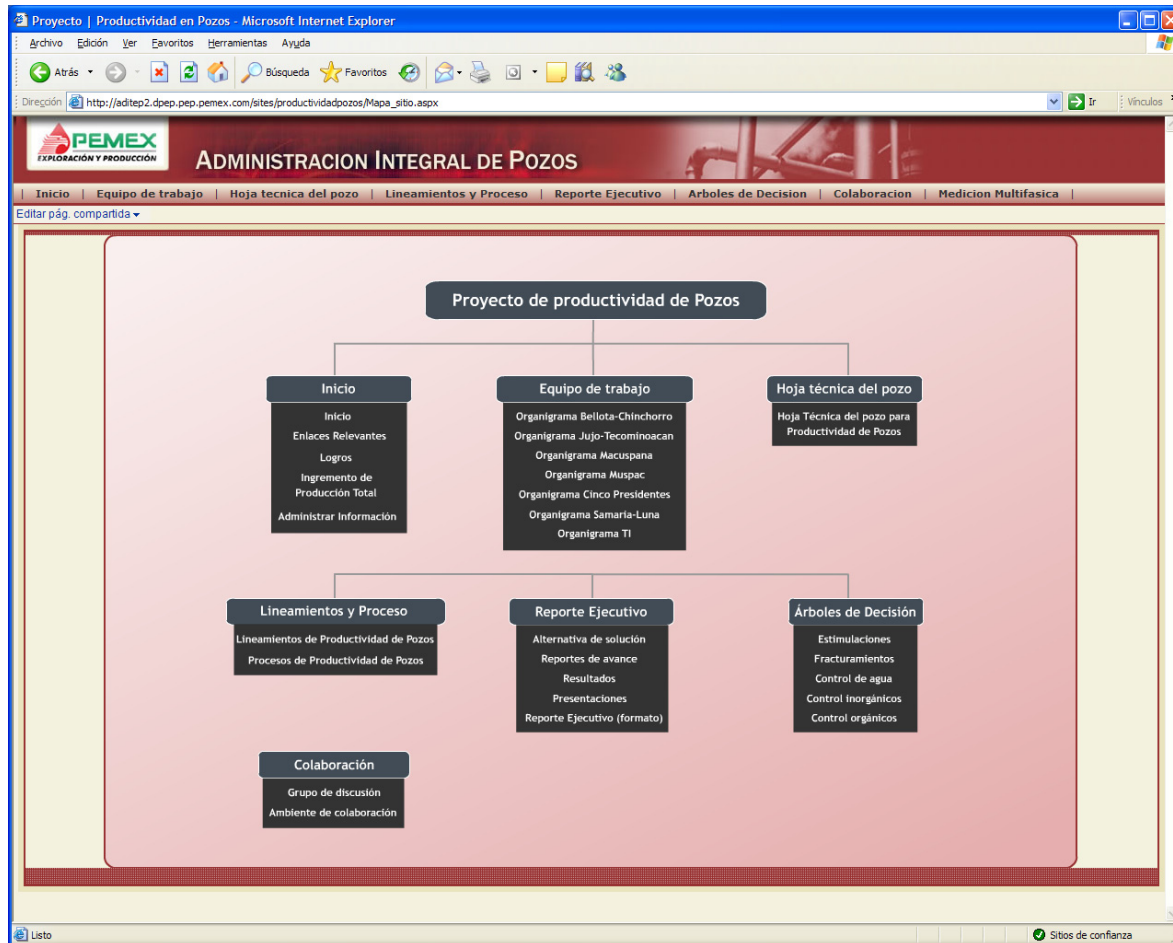 Proyecto | Productividad en Pozos - Microsoft Internet Explorer
Archivo Edición Ver Favoritos Herramientas Ayuda
Atrás Búsqueda Favoritos
Dirección http://aditep2.dpep.pep.pemex.com/sites/productividadpozos/Mapa_sitio.aspx Ir Vínculos
PEMEX
EXPLORACIÓN Y PRODUCCIÓN
ADMINISTRACION INTEGRAL DE POZOS
| Inicio | Equipo de trabajo | Hoja tecnica del pozo | Lineamientos y Proceso | Reporte Ejecutivo | Arboles de Decision | Colaboracion | Medicion Multifasica |
Editar pág. compartida
Proyecto de productividad de Pozos
Inicio
Inicio
Enlaces Relevantes
Logros
Ingremento de
Producción Total
Administrar Información
Equipo de trabajo
Organigrama Bellota-Chinchorro
Organigrama Jujo-Tecominoacan
Organigrama Macuspana
Organigrama Muspac
Organigrama Cinco Presidentes
Organigrama Samaria-Luna
Organigrama TI
Hoja técnica del pozo
Hoja Técnica del pozo para
Productividad de Pozos
Lineamientos y Proceso
Lineamientos de Productividad de Pozos
Procesos de Productividad de Pozos
Reporte Ejecutivo
Alternativa de solución
Reportes de avance
Resultados
Presentaciones
Reporte Ejecutivo (formato)
Árboles de Decisión
Estimulaciones
Fracturamientos
Control de agua
Control inorgánicos
Control orgánicos
Colaboración
Grupo de discusión
Ambiente de colaboración
Listo
Sitios de confianza